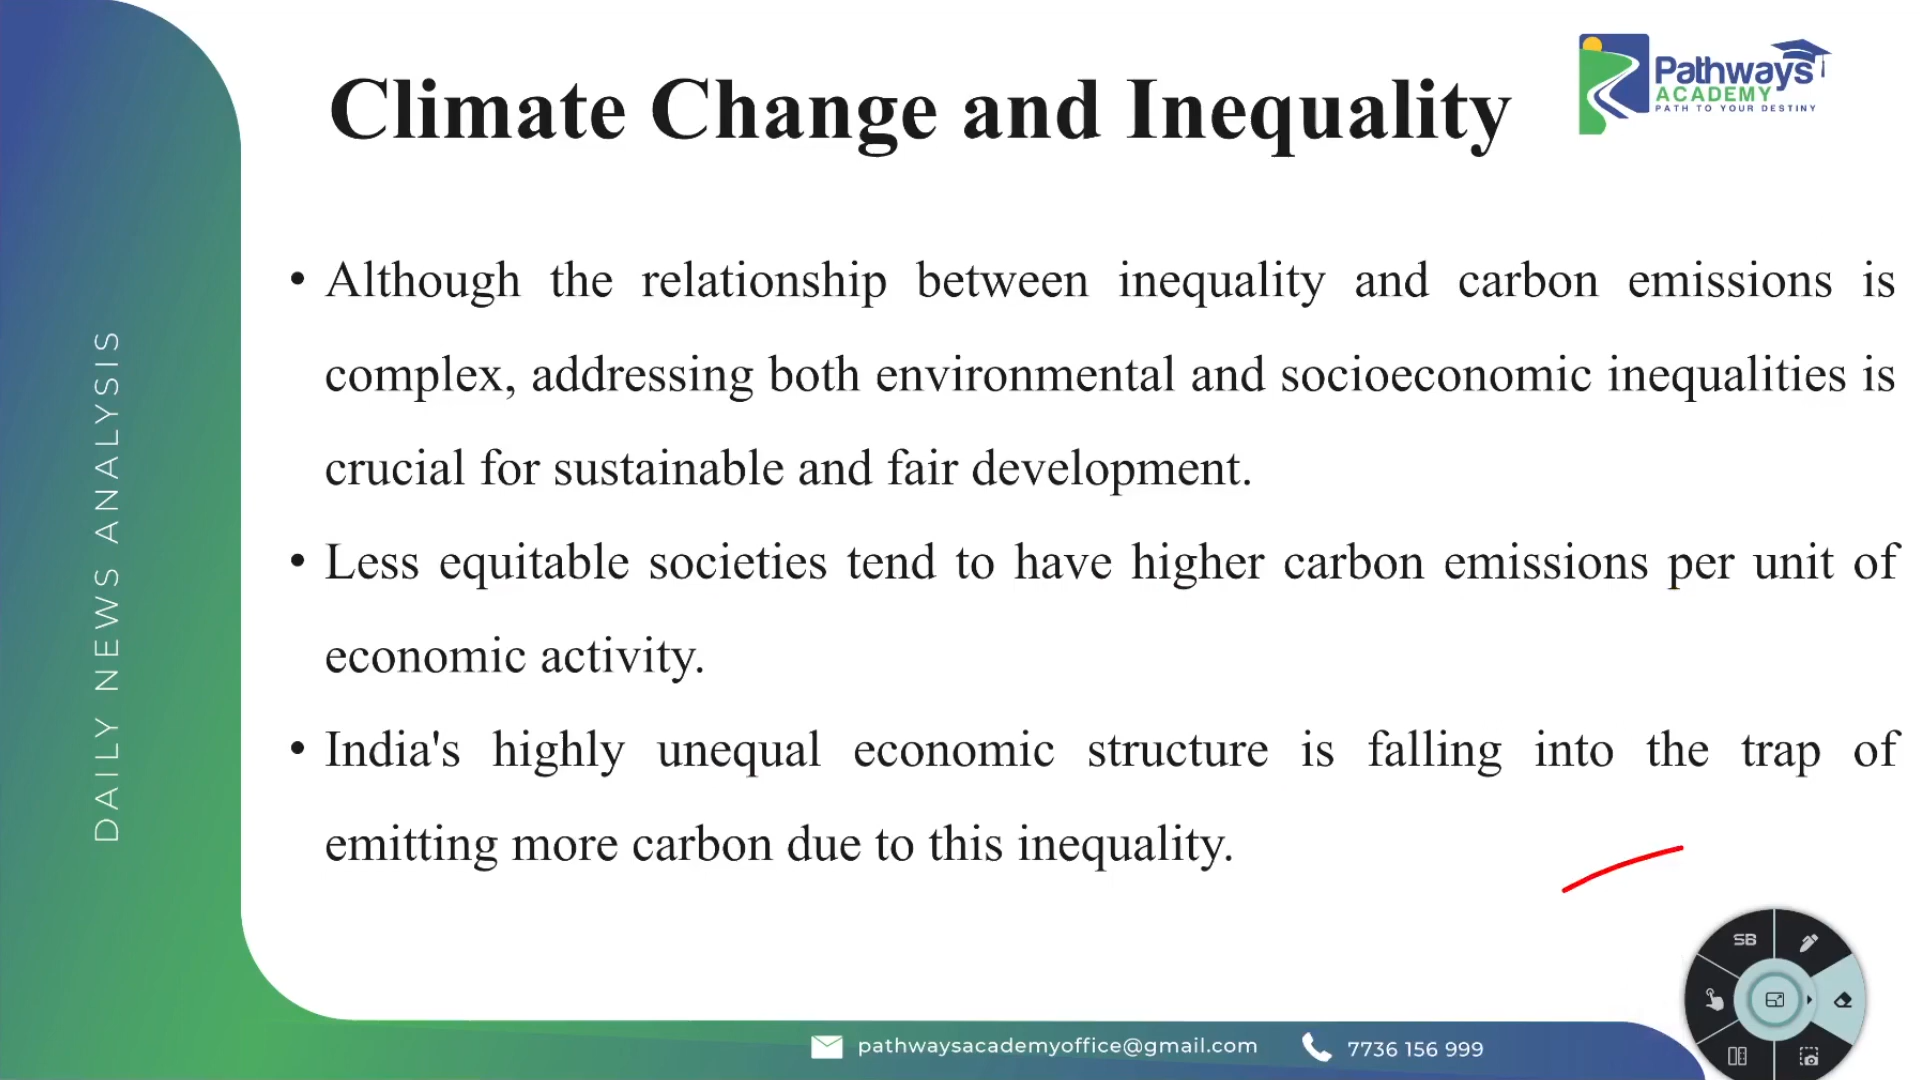 Climate Change and Inequality
Pathways
ACADEMY
PATH TO YOUR DESTINY
DAILY NEWS ANALYSIS
• Although the relationship between inequality and carbon emissions is
complex, addressing both environmental and socioeconomic inequalities is
crucial for sustainable and fair development.
• Less equitable societies tend to have higher carbon emissions per unit of
economic activity.
• India's highly unequal economic structure is falling into the trap of
emitting more carbon due to this inequality.
SB
pathwaysacademyoffice@gmail.com
7736 156 999